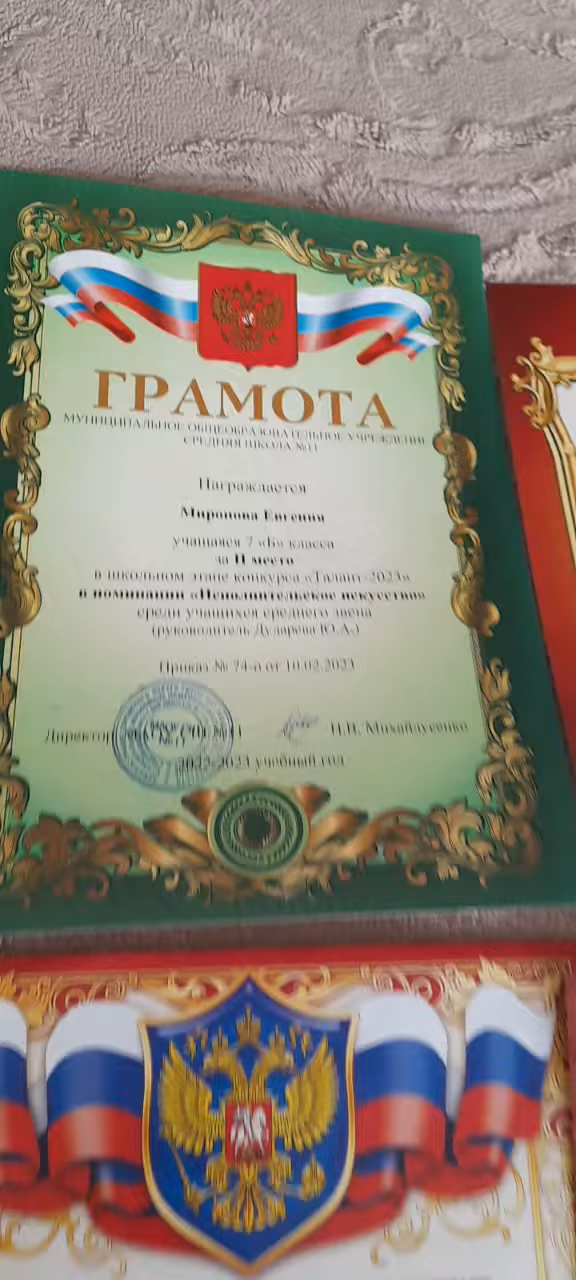 ГРАМОТА
МУНИЦИПАЛЬНОЕ ОБЩЕОБРАЗОВАТЕЛЬНОЕ УЧРЕЖДЕНИЕ
СРЕДНЯЯ ШКОЛА №11
Награждается
Миронова Евгения
учащаяся 7 «Б» класса
за II место
в школьном этапе конкурса «Талант-2023»
в номинации «Исполнительское искусство»
среди учащихся среднего звена
(руководитель Дударева Ю.А.)
Приказ № 74-о от 10.02.2023
Директор №11 Н.И. Михайлусенко
2022-2023 учебный год